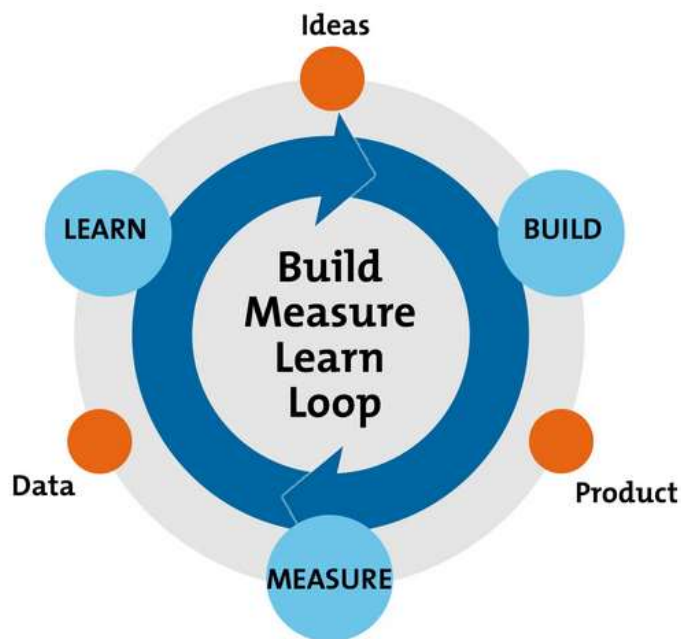 Ideas
LEARN
BUILD
Build
Measure
Learn
Loop
Data
Product
MEASURE